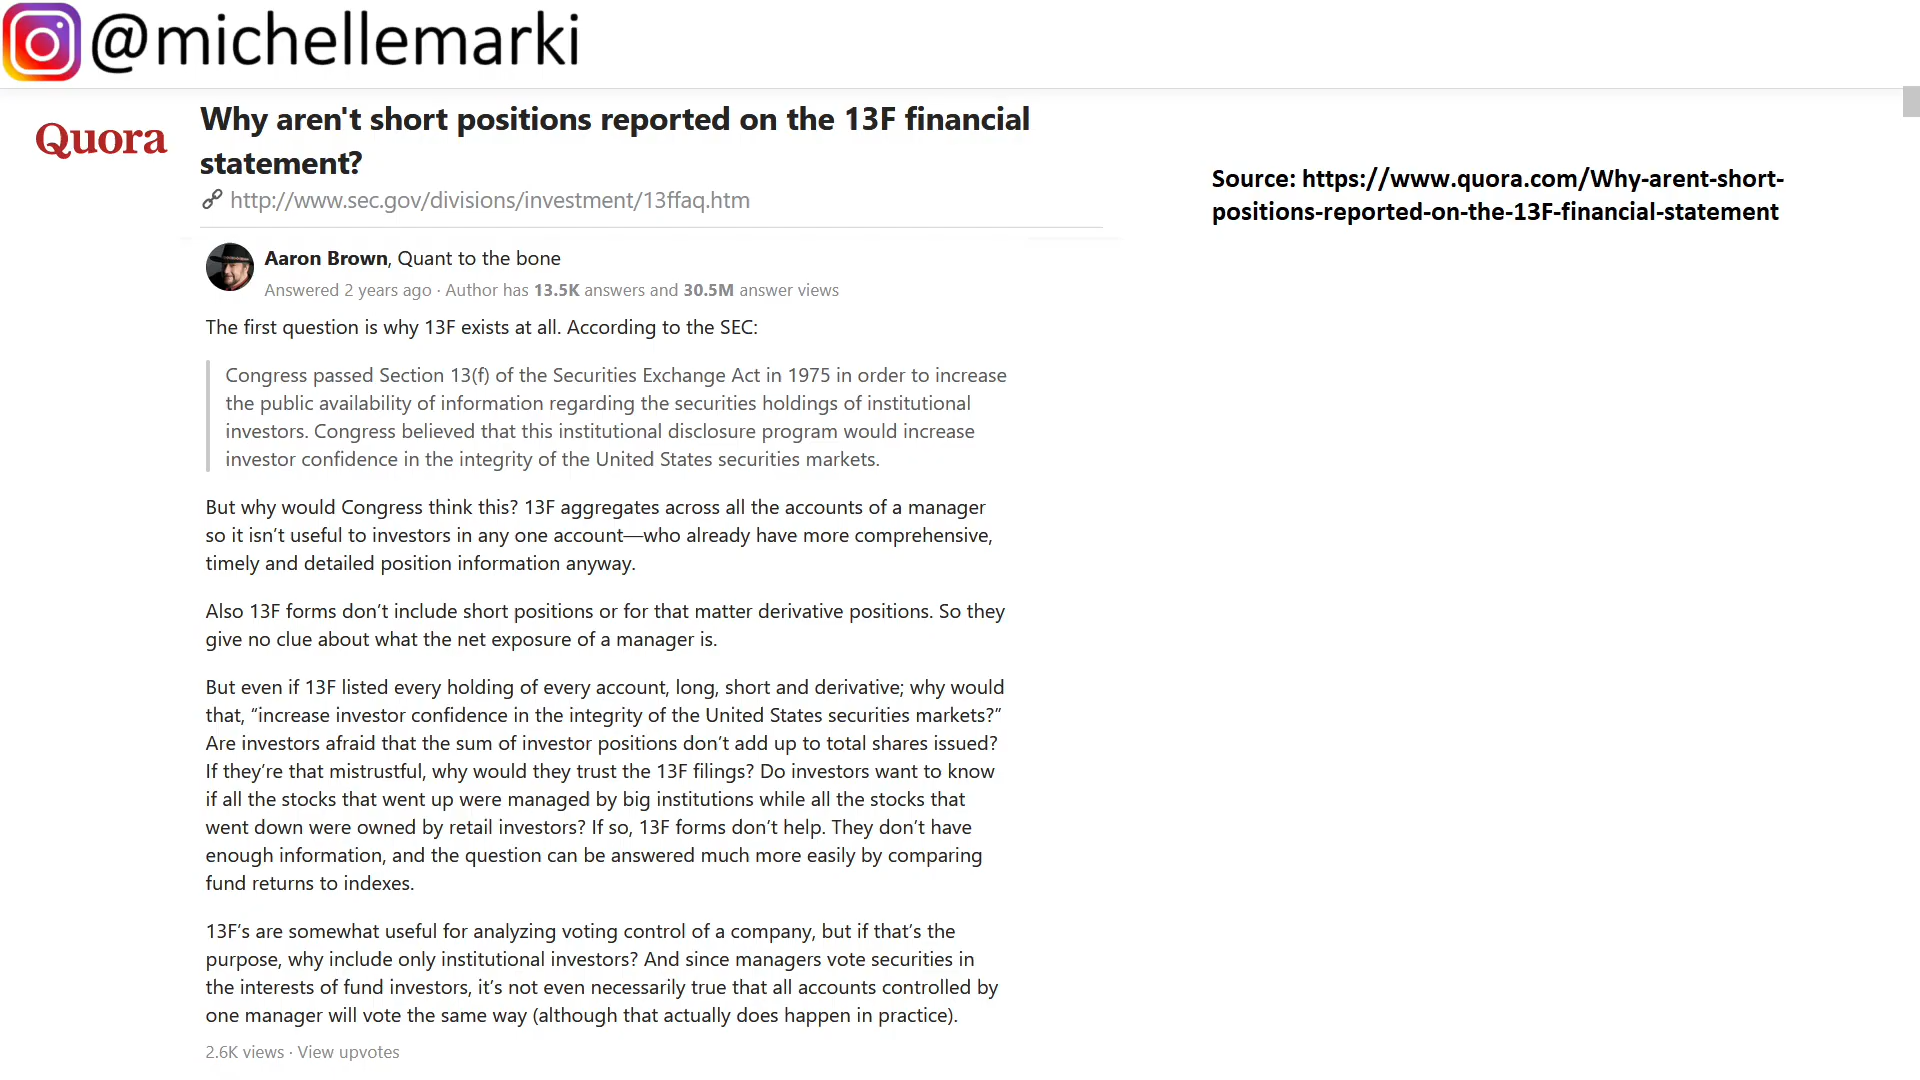 @michellemarki
Quora
Why aren't short positions reported on the 13F financial
statement?
http://www.sec.gov/divisions/investment/13ffaq.htm
Source: https://www.quora.com/Why-arent-short-
positions-reported-on-the-13F-financial-statement
Aaron Brown, Quant to the bone
Answered 2 years ago · Author has 13.5K answers and 30.5M answer views
The first question is why 13F exists at all. According to the SEC:
Congress passed Section 13(f) of the Securities Exchange Act in 1975 in order to increase
the public availability of information regarding the securities holdings of institutional
investors. Congress believed that this institutional disclosure program would increase
investor confidence in the integrity of the United States securities markets.
But why would Congress think this? 13F aggregates across all the accounts of a manager
so it isn’t useful to investors in any one account—who already have more comprehensive,
timely and detailed position information anyway.
Also 13F forms don’t include short positions or for that matter derivative positions. So they
give no clue about what the net exposure of a manager is.
But even if 13F listed every holding of every account, long, short and derivative; why would
that, “increase investor confidence in the integrity of the United States securities markets?”
Are investors afraid that the sum of investor positions don’t add up to total shares issued?
If they’re that mistrustful, why would they trust the 13F filings? Do investors want to know
if all the stocks that went up were managed by big institutions while all the stocks that
went down were owned by retail investors? If so, 13F forms don’t help. They don’t have
enough information, and the question can be answered much more easily by comparing
fund returns to indexes.
13F’s are somewhat useful for analyzing voting control of a company, but if that’s the
purpose, why include only institutional investors? And since managers vote securities in
the interests of fund investors, it’s not even necessarily true that all accounts controlled by
one manager will vote the same way (although that actually does happen in practice).
2.6K views · View upvotes